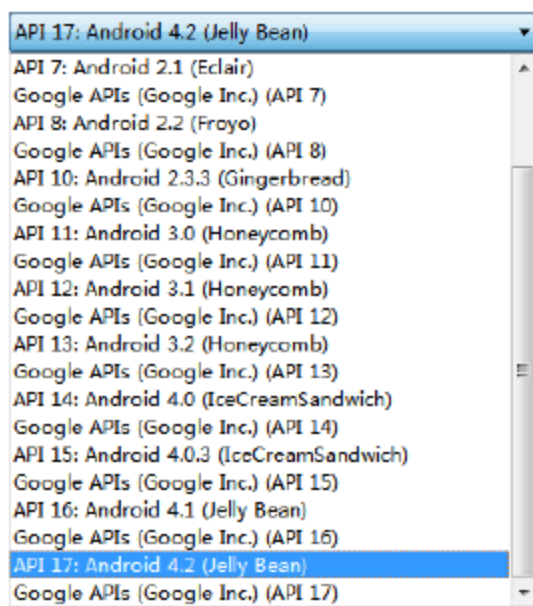 API 17: Android 4.2 (Jelly Bean)
API 7: Android 2.1 (Eclair)
Google APIs (Google Inc.) (API 7)
API 8: Android 2.2 (Froyo)
Google APIs (Google Inc.) (API 8)
API 10: Android 2.3.3 (Gingerbread)
Google APIs (Google Inc.) (API 10)
API 11: Android 3.0 (Honeycomb)
Google APIs (Google Inc.) (API 11)
API 12: Android 3.1 (Honeycomb)
Google APIs (Google Inc.) (API 12)
API 13: Android 3.2 (Honeycomb)
Google APIs (Google Inc.) (API 13)
API 14: Android 4.0 (IceCreamSandwich)
Google APIs (Google Inc.) (API 14)
API 15: Android 4.0.3 (IceCreamSandwich)
Google APIs (Google Inc.) (API 15)
API 16: Android 4.1 (Jelly Bean)
Google APIs (Google Inc.) (API 16)
API 17: Android 4.2 (Jelly Bean)
Google APIs (Google Inc.) (API 17)